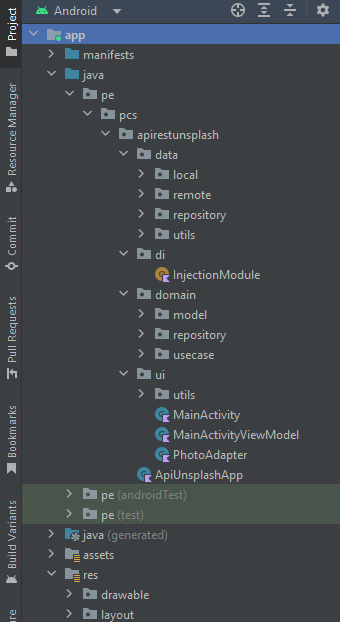 Project
Resource Manager
Commit
Pull Requests
Bookmarks
Build Variants
Android
app
manifests
java
pe
pcs
apirestunsplash
data
local
remote
repository
utils
di
InjectionModule
domain
model
repository
usecase
ui
utils
MainActivity
MainActivityViewModel
PhotoAdapter
ApiUnsplashApp
pe (androidTest)
pe (test)
java (generated)
assets
res
drawable
layout